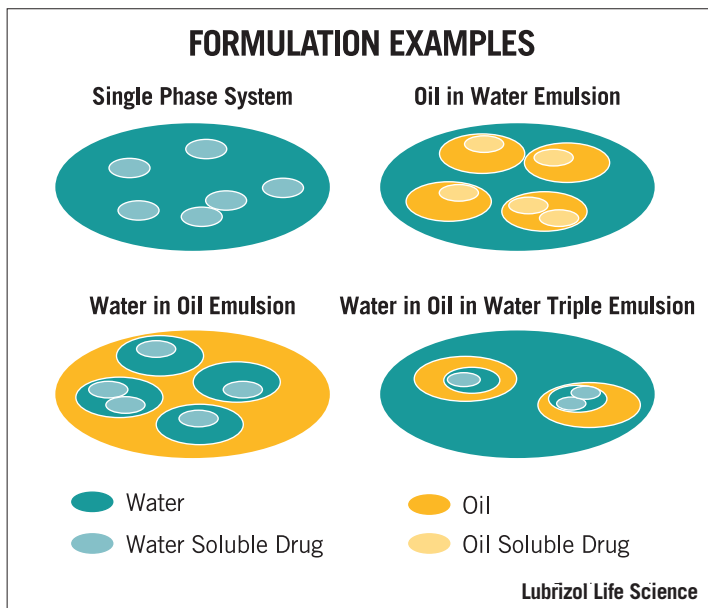 FORMULATION EXAMPLES
Single Phase System
Oil in Water Emulsion
Water in Oil Emulsion
Water in Oil in Water Triple Emulsion
Water
Oil
Water Soluble Drug
Oil Soluble Drug
Lubrizol Life Science